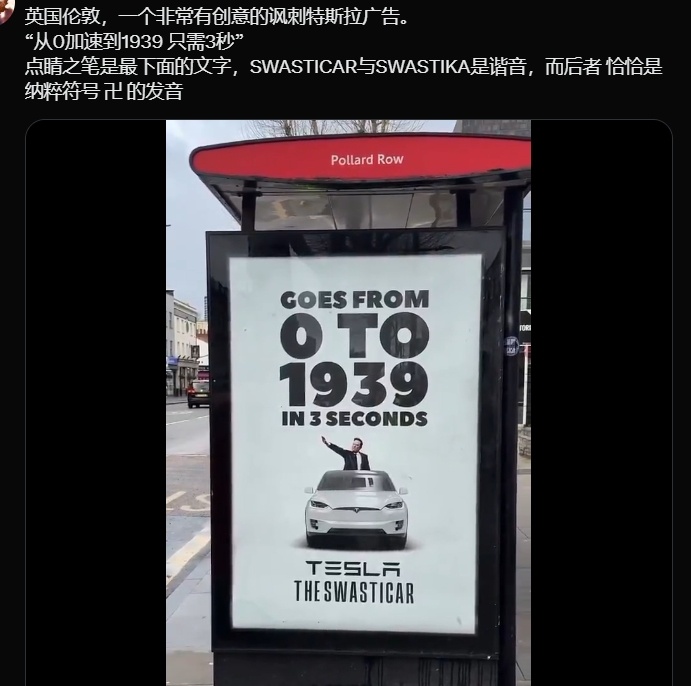 英国伦敦，一个非常有创意的讽刺特斯拉广告。
“从0加速到1939 只需3秒”
点睛之笔是最下面的文字，SWASTICAR与SWASTIKA是谐音，而后者 恰恰是
纳粹符号 卍 的发音
Pollard Row
GOES FROM
0 TO
1939
IN 3 SECONDS
TESLA
THE SWASTICAR